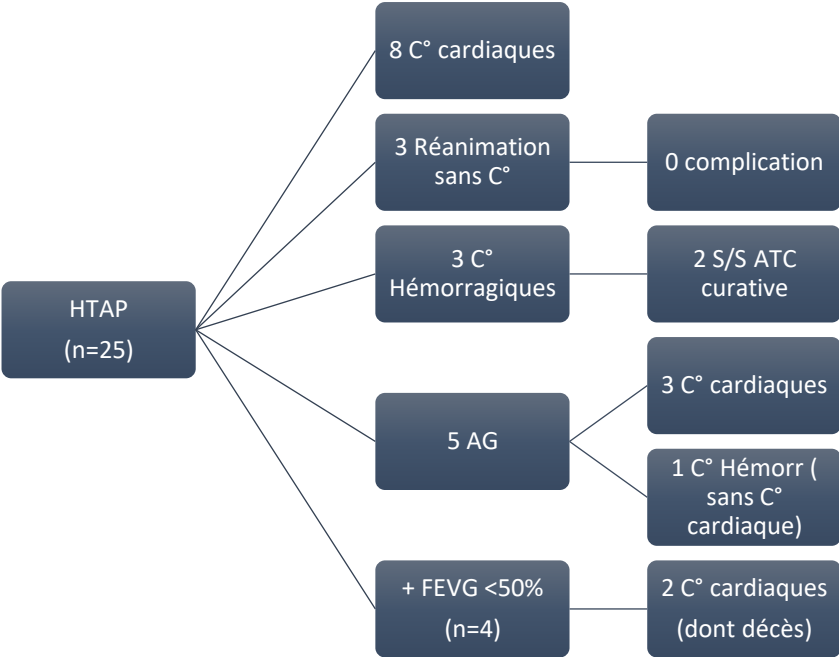 HTAP
(n=25)
8 C° cardiaques
3 Réanimation
sans C°
0 complication
3 C°
Hémorragiques
2 S/S ATC
curative
5 AG
3 C° cardiaques
1 C° Hémorr (
sans C°
cardiaque)
+ FEVG <50%
(n=4)
2 C° cardiaques
(dont décès)